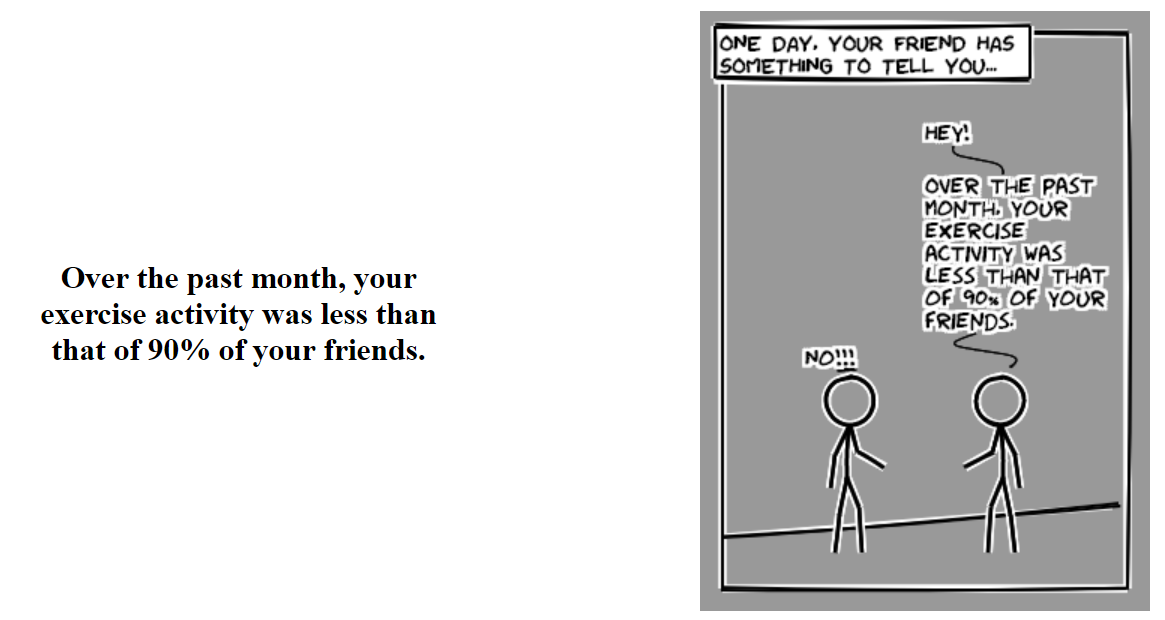 Over the past month, your
exercise activity was less than
that of 90% of your friends.
ONE DAY, YOUR FRIEND HAS
SOMETHING TO TELL YOU...
HEY!
OVER THE PAST
MONTH, YOUR
EXERCISE
ACTIVITY WAS
LESS THAN THAT
OF 90% OF YOUR
FRIENDS.
NO!!!